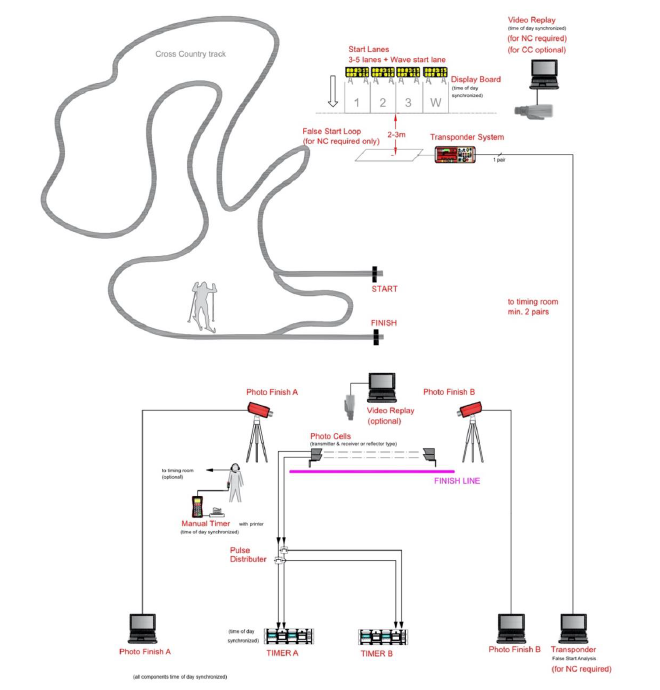 Video Replay
(time of day synchronized)
(for NC required)
(for CC optional)
Cross Country track
Start Lanes
3-5 lanes + Wave start lane
Display Board
(time of day
synchronized)
1 2 3 W
False Start Loop
(for NC required only)
2-3m
Transponder System
1 pair
START
FINISH
to timing room
min. 2 pairs
Photo Finish A
Photo Finish B
Video Replay
(optional)
Photo Cells
(transmitter & receiver or reflector type)
FINISH LINE
to timing room
(optional)
Manual Timer with printer
(time of day synchronized)
Pulse
Distributer
(time of day
synchronized)
Photo Finish A
TIMER A
TIMER B
Photo Finish B
Transponder
False Start Analysis
(for NC required)
(all components time of day synchronized)